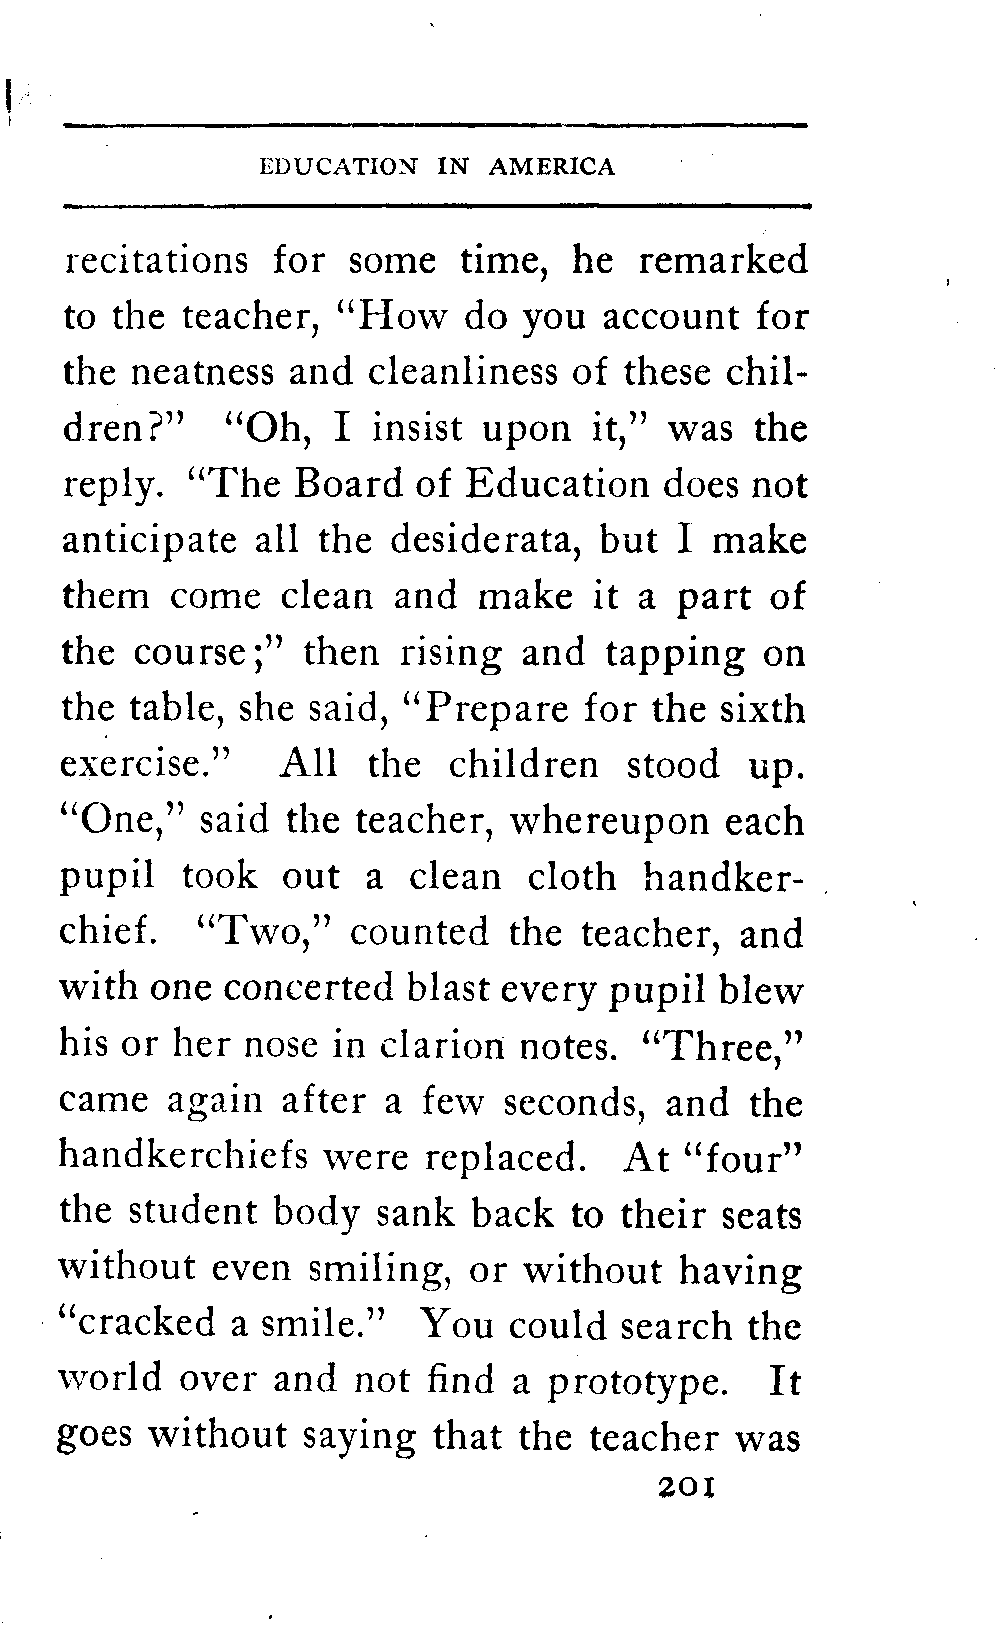 EDUCATION IN AMERICA
recitations for some time, he remarked
to the teacher, “How do you account for
the neatness and cleanliness of these chil-
dren?” “Oh, I insist upon it,” was the
reply. “The Board of Education does not
anticipate all the desiderata, but I make
them come clean and make it a part of
the course;” then rising and tapping on
the table, she said, “Prepare for the sixth
exercise.” All the children stood up.
“One,” said the teacher, whereupon each
pupil took out a clean cloth handker-
chief. “Two,” counted the teacher, and
with one concerted blast every pupil blew
his or her nose in clarion notes. “Three,”
came again after a few seconds, and the
handkerchiefs were replaced. At “four”
the student body sank back to their seats
without even smiling, or without having
“cracked a smile.” You could search the
world over and not find a prototype. It
goes without saying that the teacher was
201